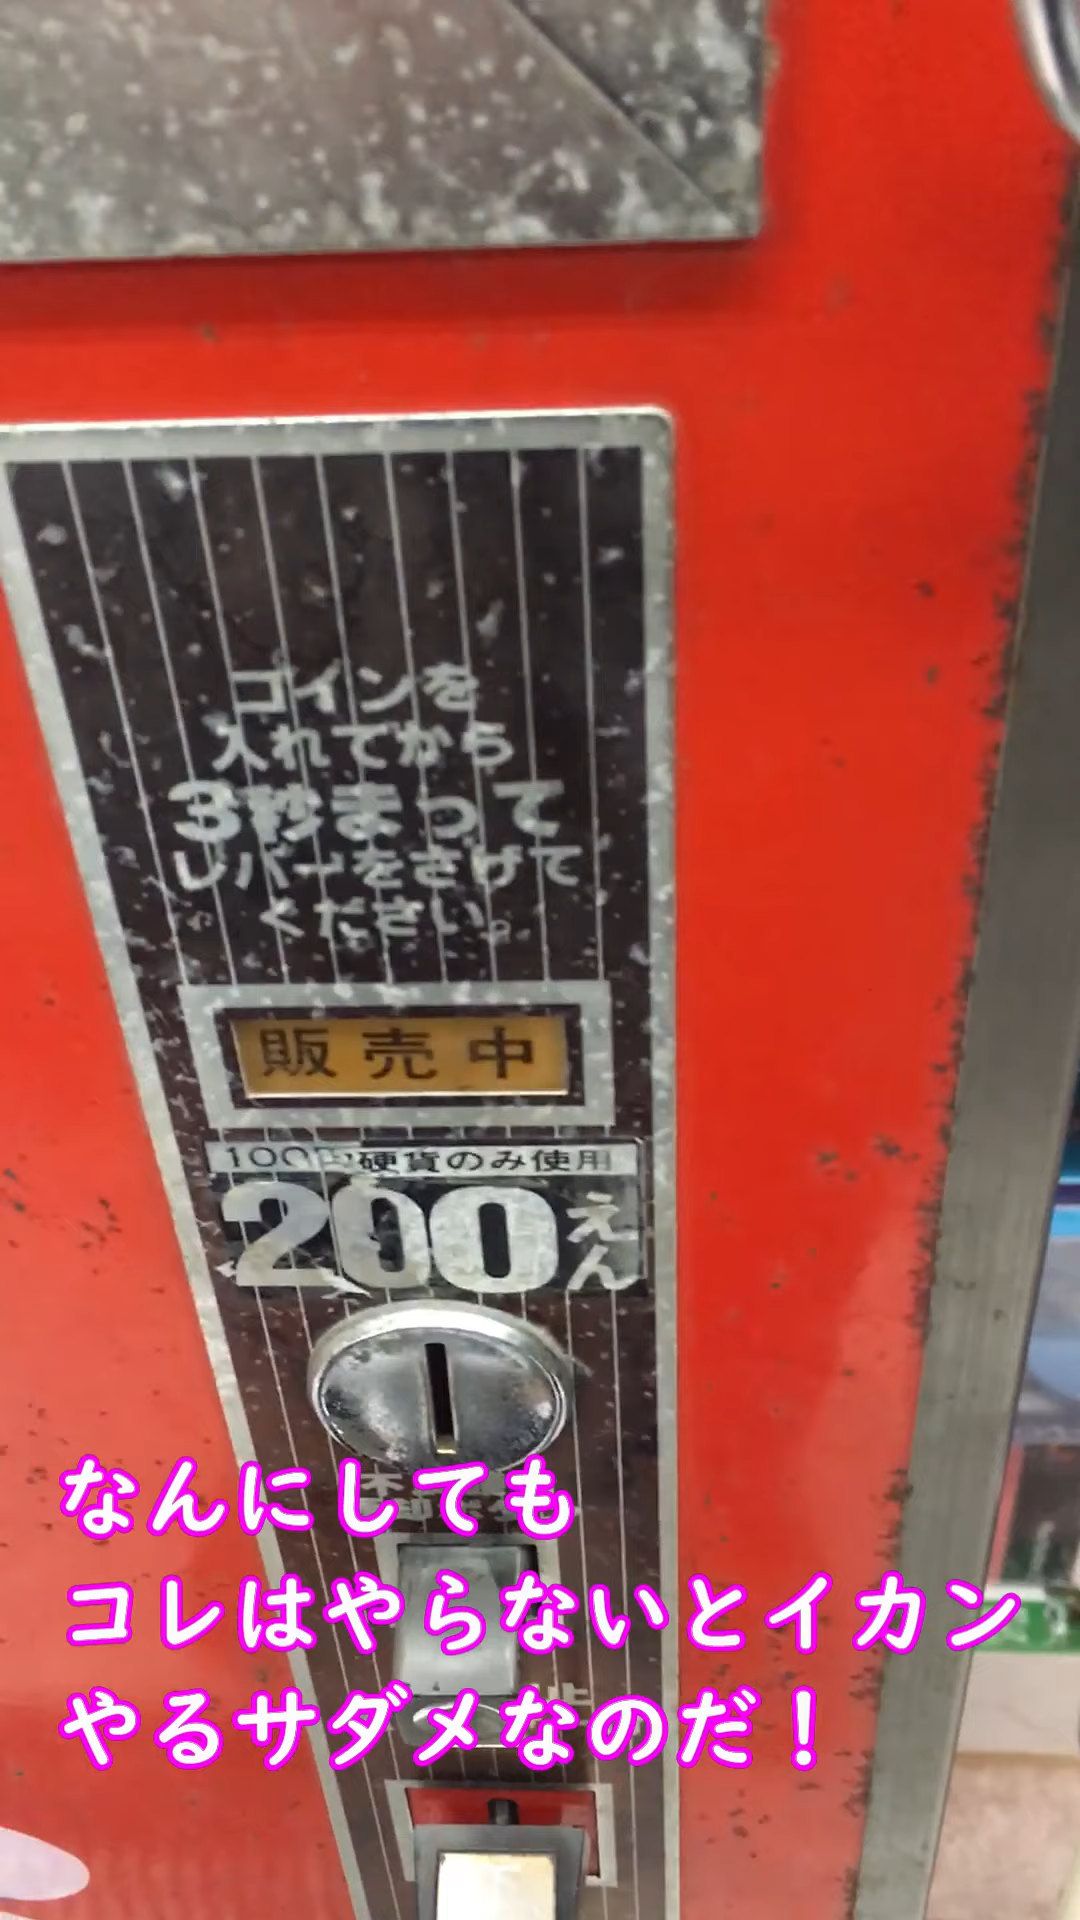 コインを
入れてから
3秒まって
レバーをさげて
ください。
販売中
100円硬貨のみ使用
200えん
なんにしても
コレはやらないとイカン
やるサダメなのだ!